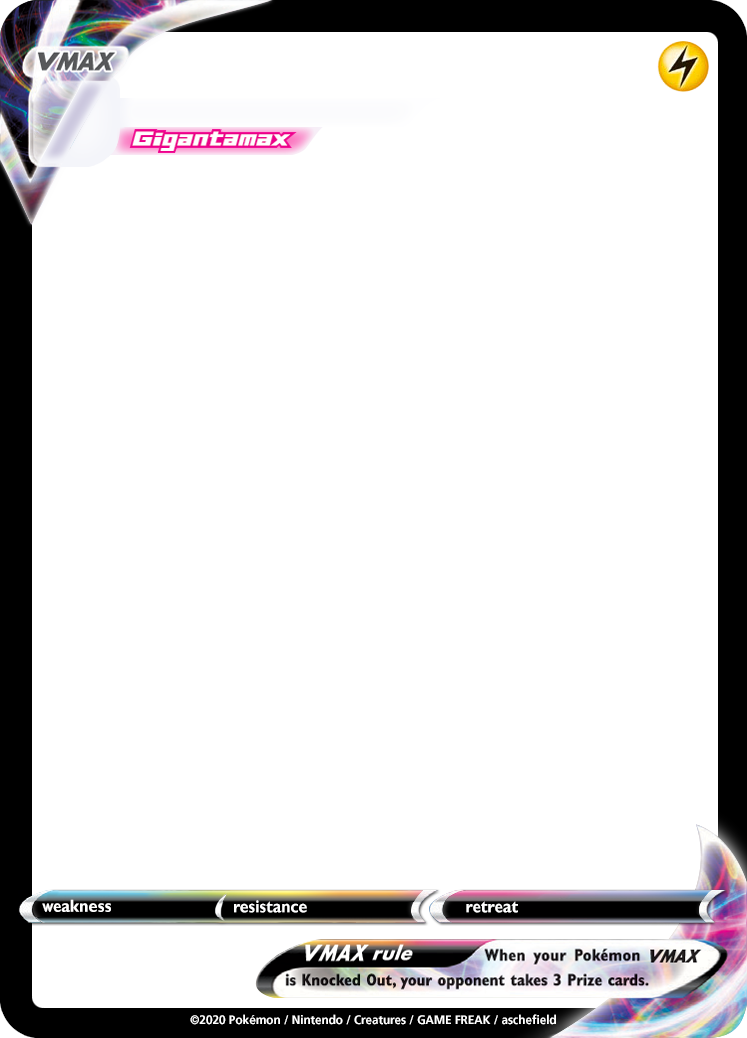 VMAX
Gigantamax
weakness resistance retreat
VMAX rule When your Pokémon VMAX
is Knocked Out, your opponent takes 3 Prize cards.
©2020 Pokémon / Nintendo / Creatures / GAME FREAK / aschefield